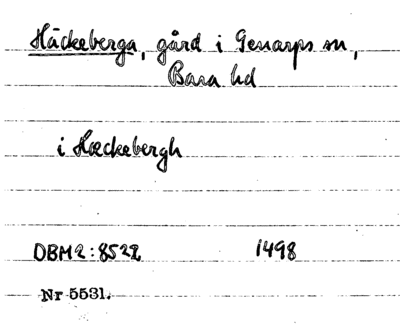 Häckeberga, gård i Genarps sn,
Bara hd
i Hæckebergh
DBM2:8522 1498
Nr 5531.